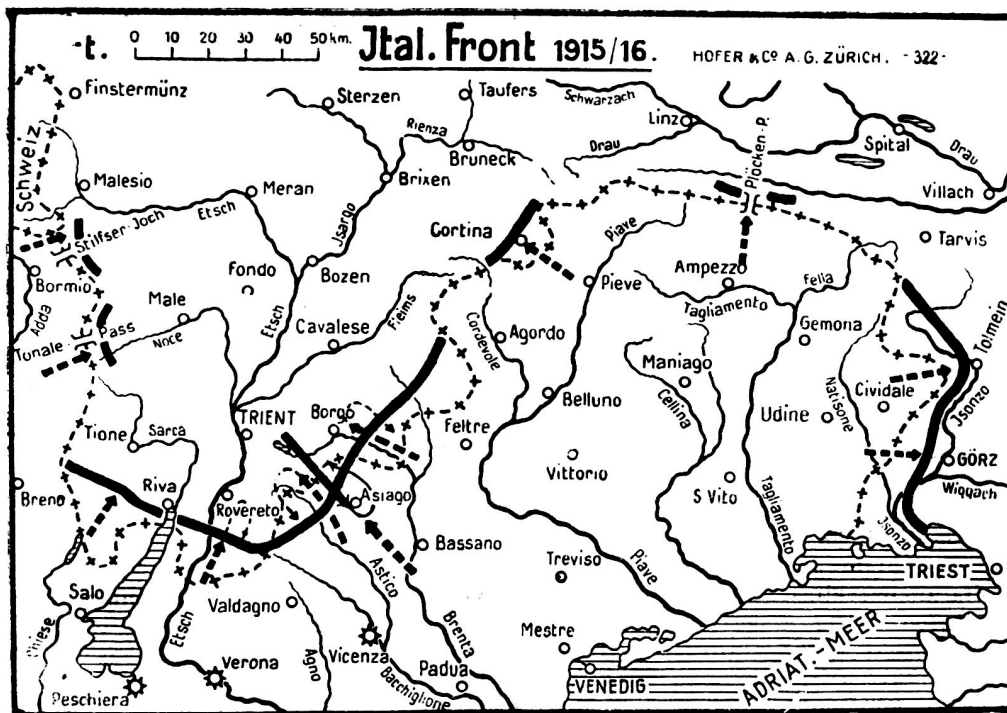 -t.
0 10 20 30 40 50 km.
Jtal. Front 1915/16.
HOFER & Cº A.G. ZÜRICH. -322-
Finstermünz
Sterzen
Taufers
Schwarzach
Linz
Spital
Drau
Schweiz
Rienza
Bruneck
Drau
Plöcken-P.
Villach
Malesio
Meran
Brixen
Etsch
Jsargo
Stilfser-Joch
Cortina
Piave
Tarvis
Bormio
Fondo
Bozen
Pieve
Ampezzo
Fella
Adda
Male
Etsch
Fleims
Tagliamento
Tonale-Pass
Noce
Cavalese
Cordevole
Agordo
Gemona
Tolmein
Maniago
Natisone
Cividale
Jsonzo
TRIENT
Borgo
Belluno
Cellina
Udine
Tione
Sarca
Feltre
GÖRZ
Breno
Riva
Rovereto
Asiago
Vittorio
S Vito
Tagliamento
Wippach
Jsonzo
Bassano
Astico
Treviso
Piave
TRIEST
Salo
Valdagno
Chiese
Etsch
Mestre
Brenta
Verona
Agno
Vicenza
Padua
VENEDIG
ADRIAT.-MEER
Peschiera
Bacchiglione